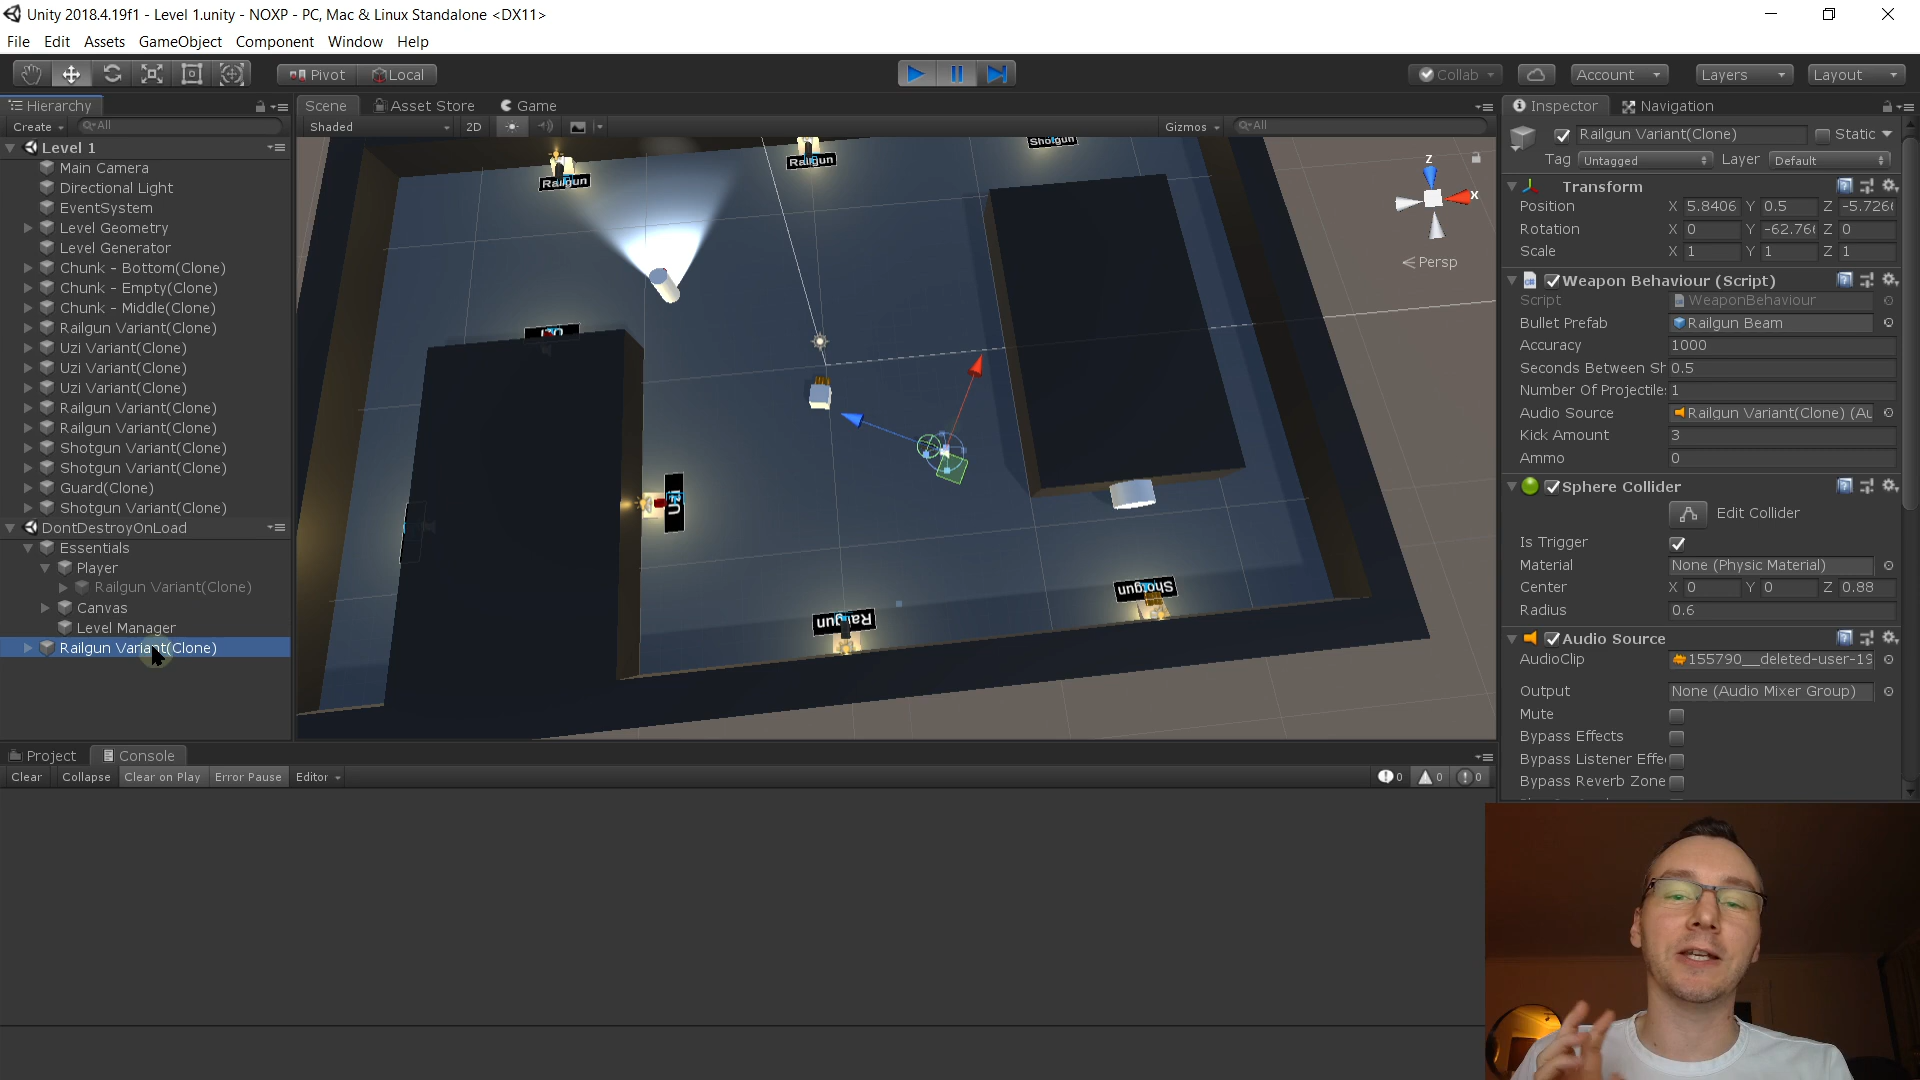 Unity 2018.4.19f1 - Level 1.unity - NOXP - PC, Mac & Linux Standalone <DX11>
File Edit Assets GameObject Component Window Help
Pivot Local Collab Account Layers Layout
Hierarchy
Create All
Level 1
Main Camera
Directional Light
EventSystem
Level Geometry
Level Generator
Chunk - Bottom(Clone)
Chunk - Empty(Clone)
Chunk - Middle(Clone)
Railgun Variant(Clone)
Uzi Variant(Clone)
Uzi Variant(Clone)
Uzi Variant(Clone)
Railgun Variant(Clone)
Railgun Variant(Clone)
Shotgun Variant(Clone)
Shotgun Variant(Clone)
Guard(Clone)
Shotgun Variant(Clone)
DontDestroyOnLoad
Essentials
Player
Railgun Variant(Clone)
Canvas
Level Manager
Railgun Variant(Clone)
Scene Asset Store Game
Shaded 2D Gizmos All
Shotgun
Railgun
Railgun
z
x
Persp
Railgun
Shotgun
Inspector Navigation
Railgun Variant(Clone) Static
Tag Untagged Layer Default
Transform
Position X 5.8406 Y 0.5 Z -5.726
Rotation X 0 Y -62.76 Z 0
Scale X 1 Y 1 Z 1
Weapon Behaviour (Script)
Script WeaponBehaviour
Bullet Prefab Railgun Beam
Accuracy 1000
Seconds Between Sh 0.5
Number Of Projectile 1
Audio Source Railgun Variant(Clone) (Au
Kick Amount 3
Ammo 0
Sphere Collider
Edit Collider
Is Trigger
Material None (Physic Material)
Center X 0 Y 0 Z 0.88
Radius 0.6
Audio Source
AudioClip 155790__deleted-user-19
Output None (Audio Mixer Group)
Mute
Bypass Effects
Bypass Listener Effe
Bypass Reverb Zone
Project Console
Clear Collapse Clear on Play Error Pause Editor 0 0 0